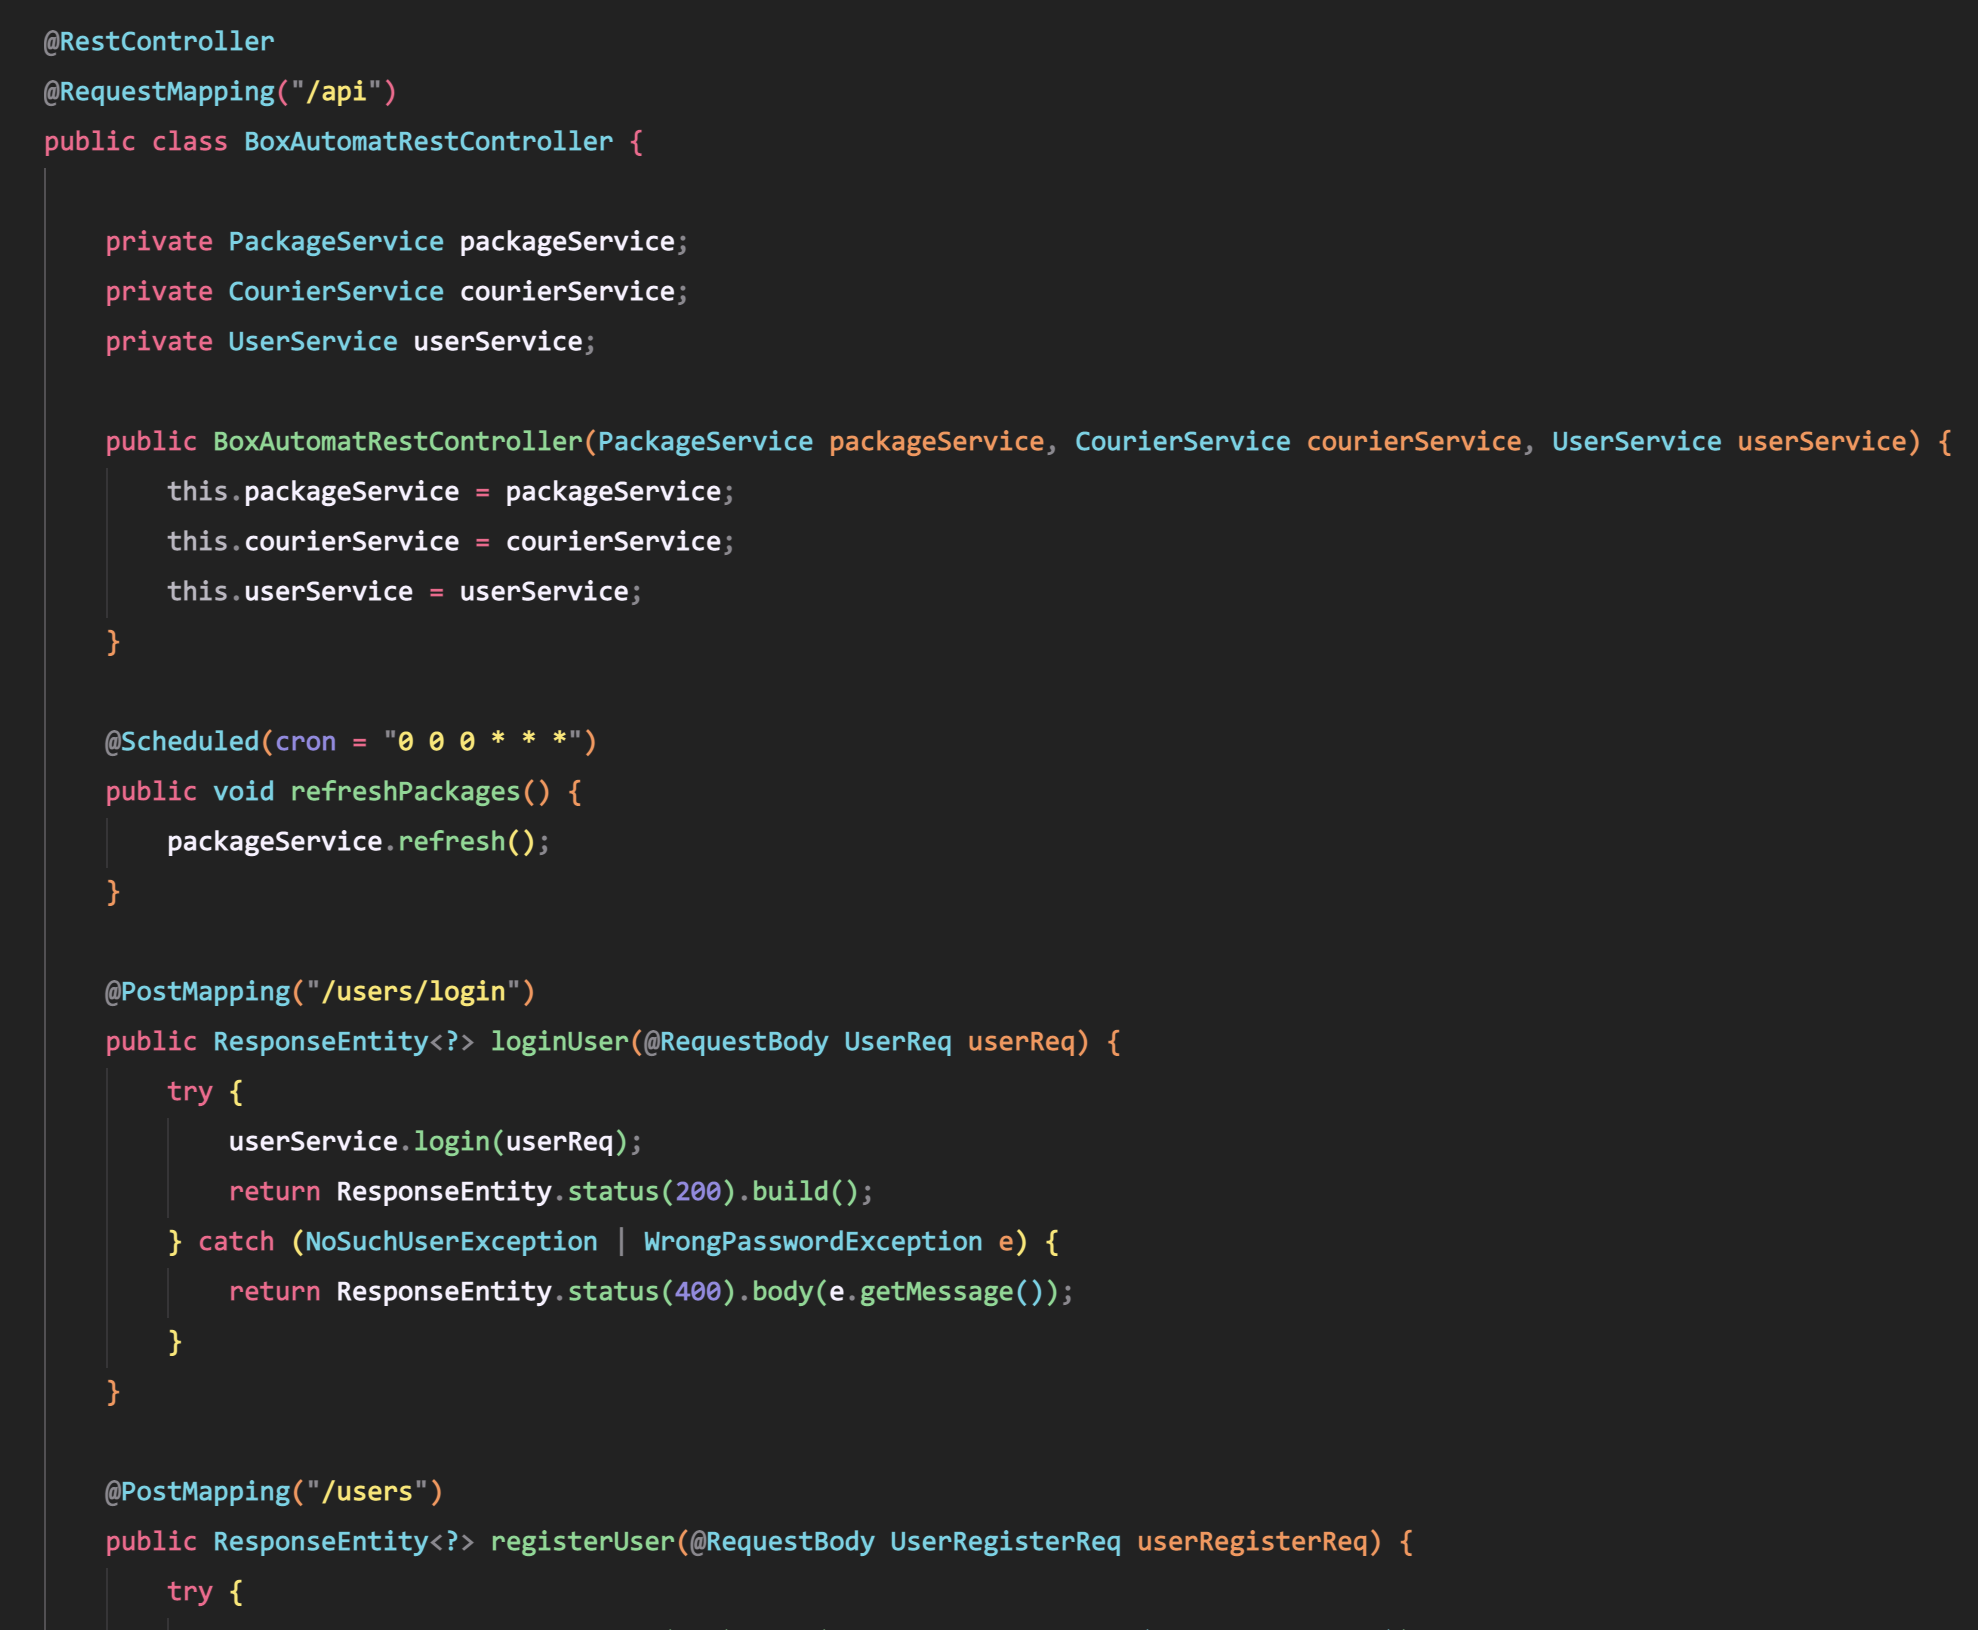 @RestController
@RequestMapping("/api")
public class BoxAutomatRestController {
private PackageService packageService;
private CourierService courierService;
private UserService userService;
public BoxAutomatRestController(PackageService packageService, CourierService courierService, UserService userService) {
this.packageService = packageService;
this.courierService = courierService;
this.userService = userService;
}
@Scheduled(cron = "0 0 0 * * *")
public void refreshPackages() {
packageService.refresh();
}
@PostMapping("/users/login")
public ResponseEntity<?> loginUser(@RequestBody UserReq userReq) {
try {
userService.login(userReq);
return ResponseEntity.status(200).build();
} catch (NoSuchUserException | WrongPasswordException e) {
return ResponseEntity.status(400).body(e.getMessage());
}
}
@PostMapping("/users")
public ResponseEntity<?> registerUser(@RequestBody UserRegisterReq userRegisterReq) {
try {